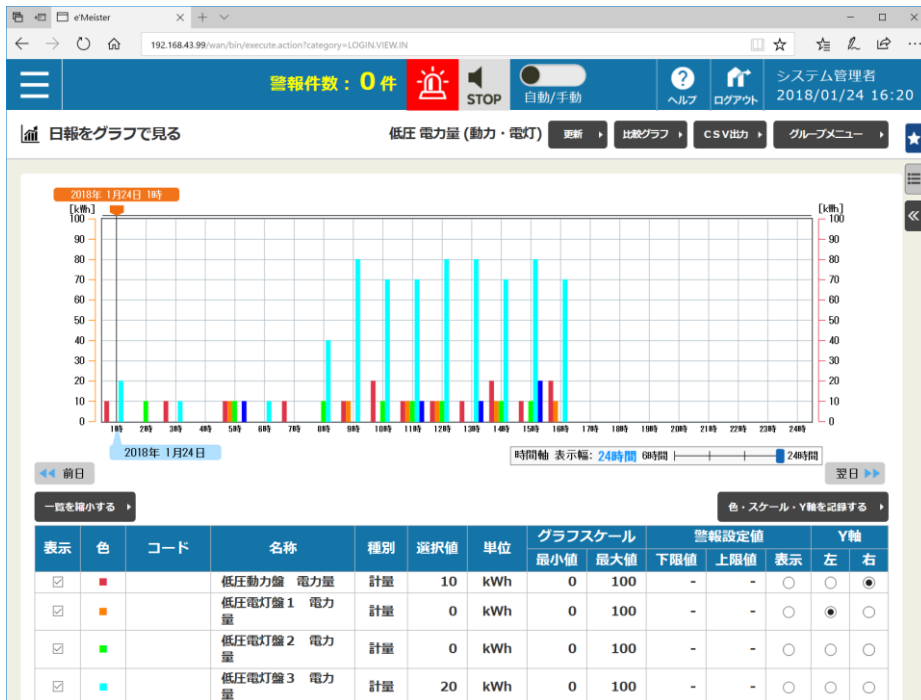 e'Meister
192.168.43.99/wan/bin/execute.action?category=LOGIN.VIEW.IN
警報件数： 0 件
STOP
自動/手動
ヘルプ
ログアウト
システム管理者
2018/01/24 16:20
日報をグラフで見る
低圧 電力量 (動力・電灯)
更新
比較グラフ
CSV出力
グループメニュー
2018年 1月24日 1時
[kWh]
[kWh]
100
90
80
70
60
50
40
30
20
10
0
100
90
80
70
60
50
40
30
20
10
0
1時 2時 3時 4時 5時 6時 7時 8時 9時 10時 11時 12時 13時 14時 15時 16時 17時 18時 19時 20時 21時 22時 23時 24時
2018年 1月24日
時間軸 表示幅: 24時間 6時間 24時間
前日
翌日
一覧を縮小する
色・スケール・Y軸を記録する
表示 色 コード 名称 種別 選択値 単位 グラフスケール 警報設定値 Y軸
最小値 最大値 下限値 上限値 表示 左 右
低圧動力盤 電力量 計量 10 kWh 0 100 - -
低圧電灯盤1 電力
量 計量 0 kWh 0 100 - -
低圧電灯盤2 電力
量 計量 0 kWh 0 100 - -
低圧電灯盤3 電力
量 計量 20 kWh 0 100 - -